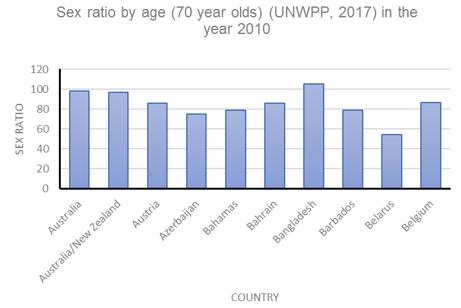 Sex ratio by age (70 year olds) (UNWPP, 2017) in the
year 2010
120
100
80
60
40
20
0
SEX RATIO
Australia
Australia/New Zealand
Austria
Azerbaijan
Bahamas
Bahrain
Bangladesh
Barbados
Belarus
Belgium
COUNTRY